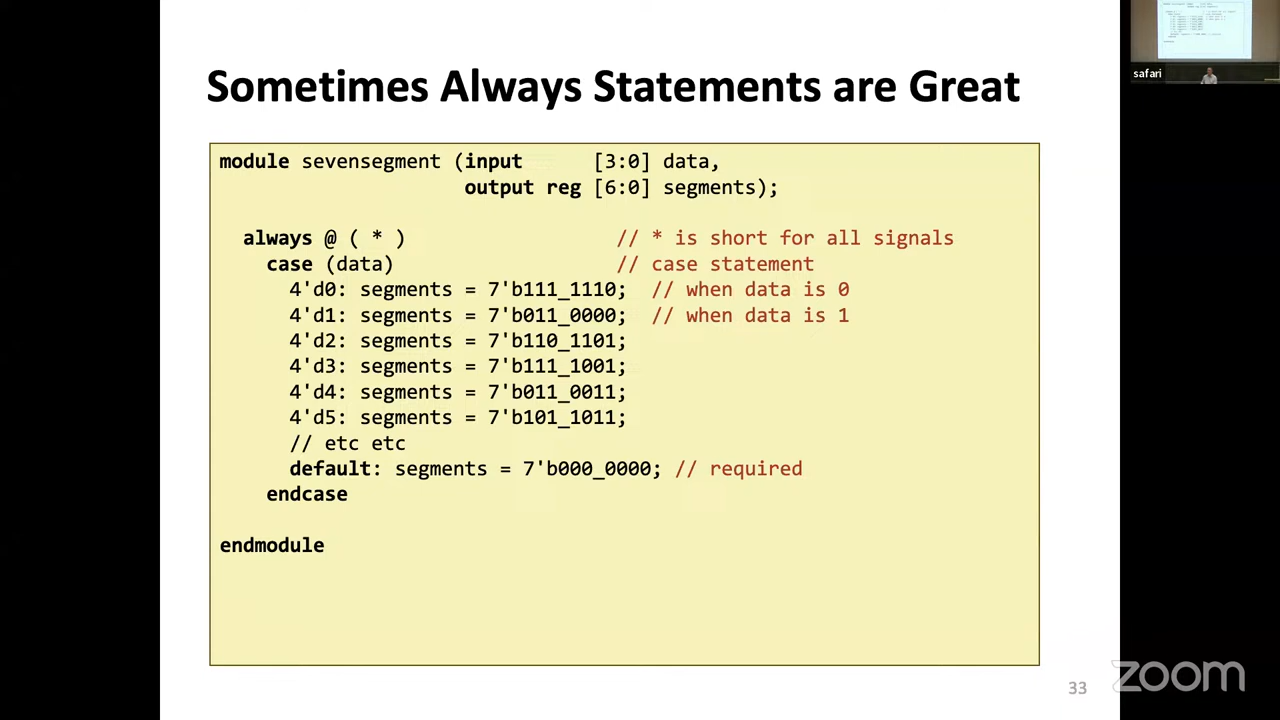 Sometimes Always Statements are Great
module sevensegment (input      [3:0] data,
                     output reg [6:0] segments);
  always @ ( * )                  // * is short for all signals
    case (data)                   // case statement
      4'd0: segments = 7'b111_1110;  // when data is 0
      4'd1: segments = 7'b011_0000;  // when data is 1
      4'd2: segments = 7'b110_1101;
      4'd3: segments = 7'b111_1001;
      4'd4: segments = 7'b011_0011;
      4'd5: segments = 7'b101_1011;
      // etc etc
      default: segments = 7'b000_0000; // required
    endcase
endmodule
33
safari
zoom